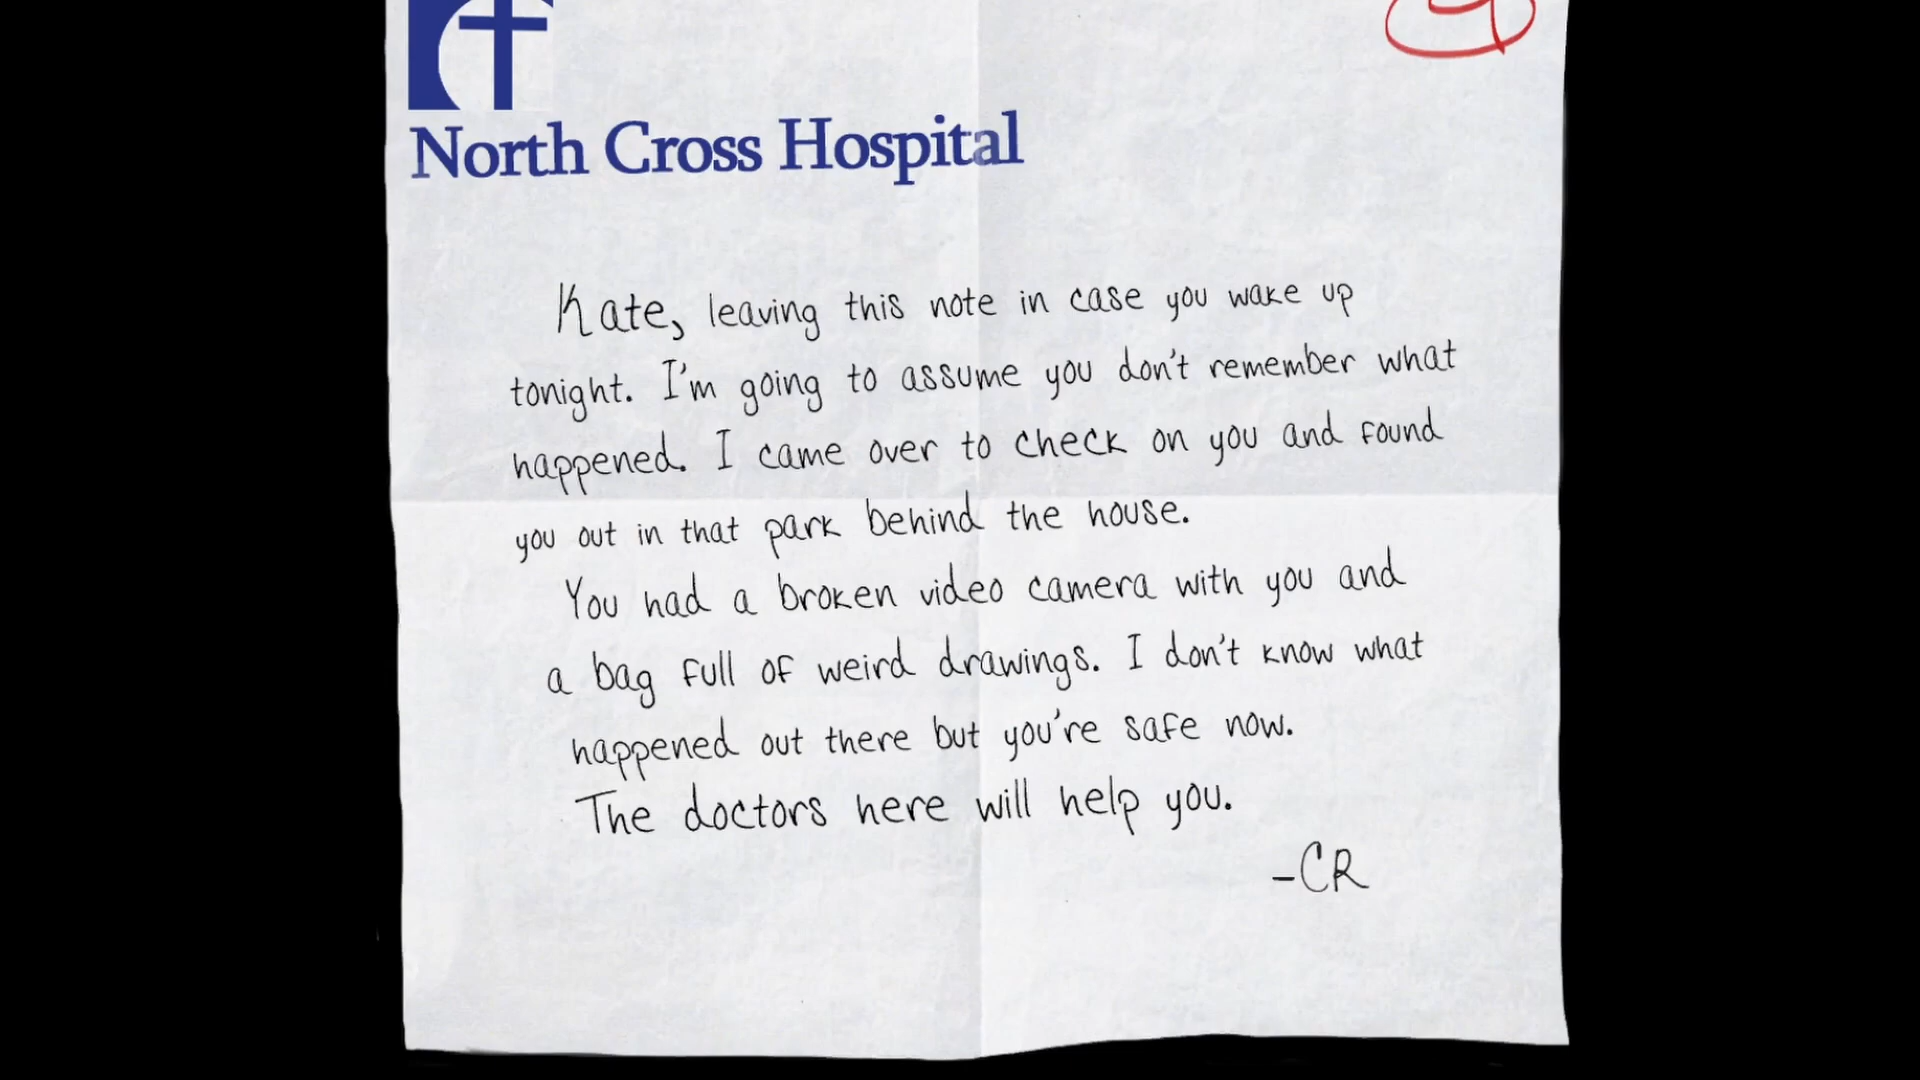 North Cross Hospital
Kate, leaving this note in case you wake up
tonight. I'm going to assume you don't remember what
happened. I came over to check on you and found
you out in that park behind the house.
You had a broken video camera with you and
a bag full of weird drawings. I don't know what
happened out there but you're safe now.
The doctors here will help you.
-CR